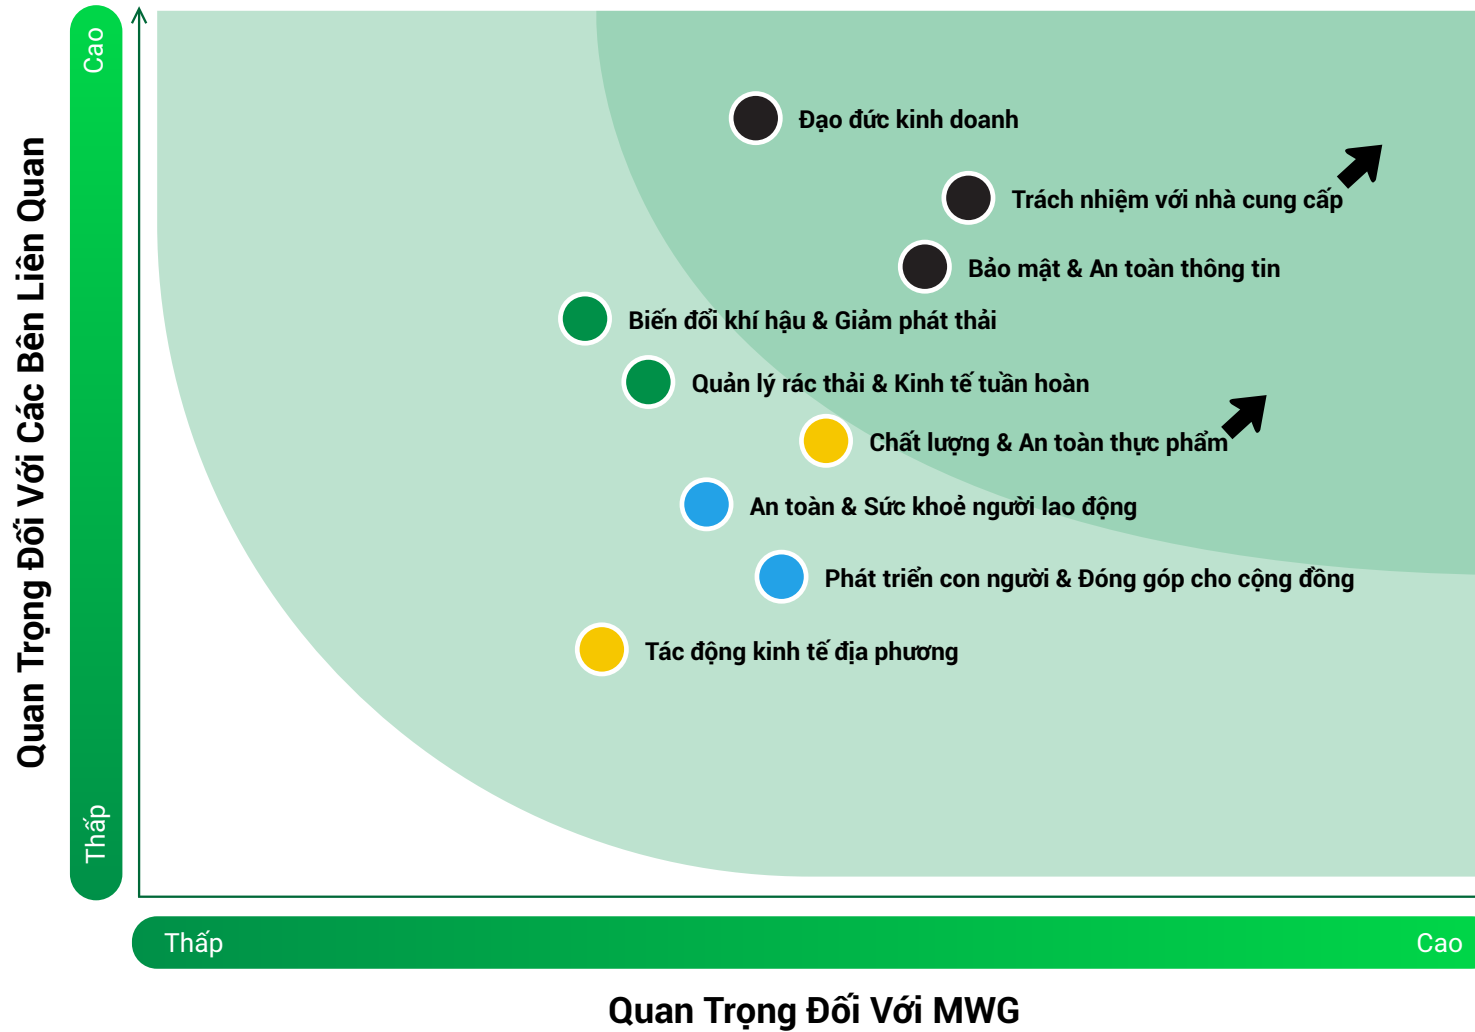 Quan Trọng Đối Với Các Bên Liên Quan
Cao
Thấp
Đạo đức kinh doanh
Trách nhiệm với nhà cung cấp
Bảo mật & An toàn thông tin
Biến đổi khí hậu & Giảm phát thải
Quản lý rác thải & Kinh tế tuần hoàn
Chất lượng & An toàn thực phẩm
An toàn & Sức khoẻ người lao động
Phát triển con người & Đóng góp cho cộng đồng
Tác động kinh tế địa phương
Thấp
Cao
Quan Trọng Đối Với MWG